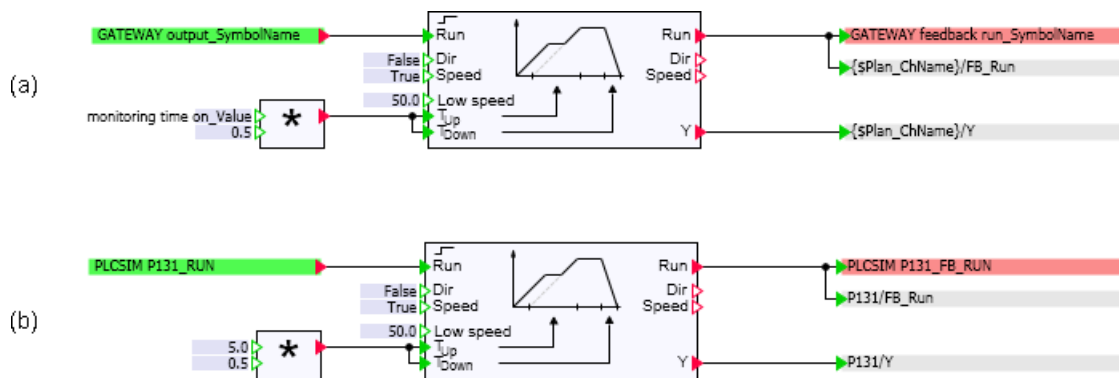 GATEWAY output_SymbolName
Run
Run
GATEWAY feedback run_SymbolName
False
Dir
Dir
{$Plan_ChName}/FB_Run
True
Speed
Speed
(a)
50.0
Low speed
monitoring time on_Value
*
TUp
0.5
TDown
Y
{$Plan_ChName}/Y
PLCSIM P131_RUN
Run
Run
PLCSIM P131_FB_RUN
False
Dir
Dir
P131/FB_Run
True
Speed
Speed
(b)
50.0
Low speed
5.0
*
TUp
0.5
TDown
Y
P131/Y